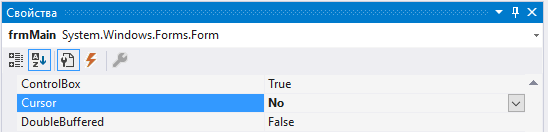 Свойства
frmMain System.Windows.Forms.Form
ControlBox True
Cursor No
DoubleBuffered False